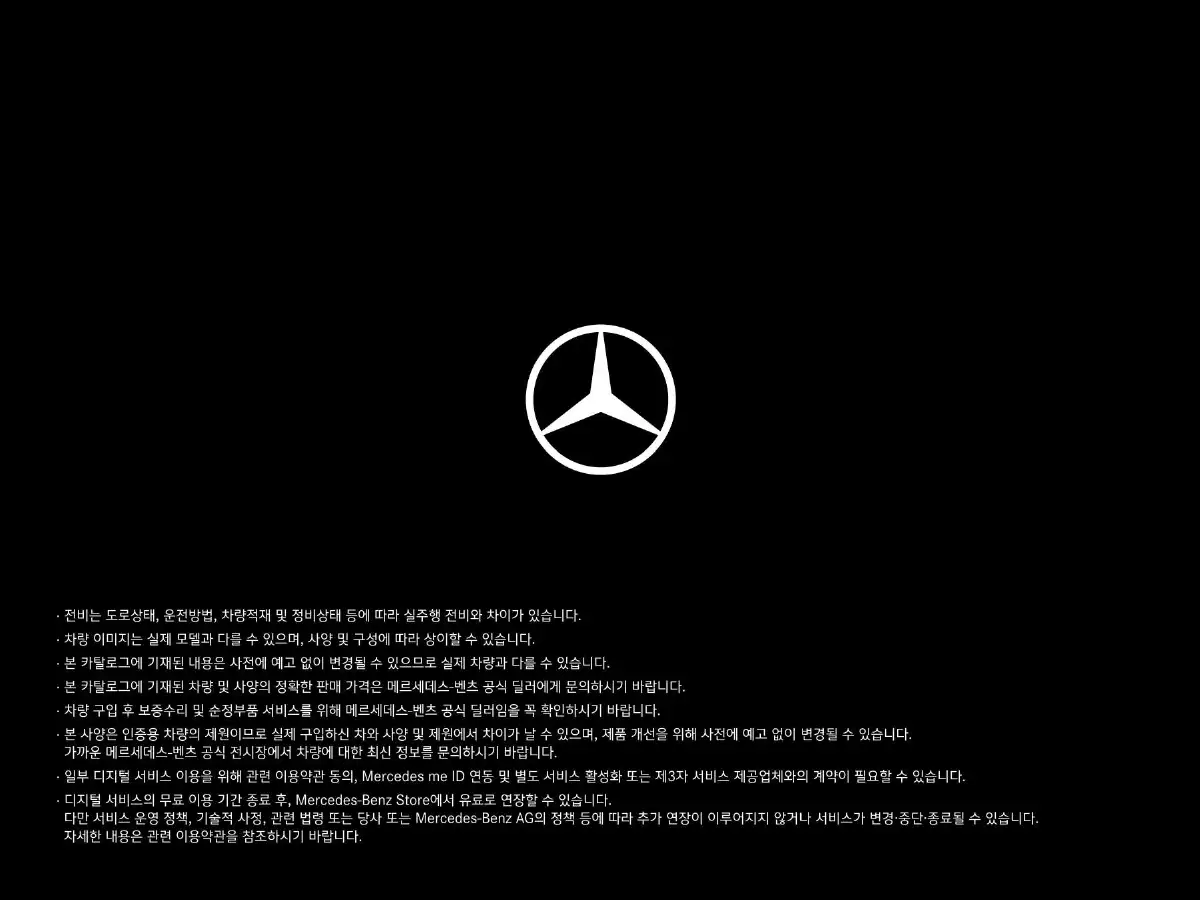 · 전비는 도로상태, 운전방법, 차량적재 및 정비상태 등에 따라 실주행 전비와 차이가 있습니다.
· 차량 이미지는 실제 모델과 다를 수 있으며, 사양 및 구성에 따라 상이할 수 있습니다.
· 본 카탈로그에 기재된 내용은 사전에 예고 없이 변경될 수 있으므로 실제 차량과 다를 수 있습니다.
· 본 카탈로그에 기재된 차량 및 사양의 정확한 판매 가격은 메르세데스-벤츠 공식 딜러에게 문의하시기 바랍니다.
· 차량 구입 후 보증수리 및 순정부품 서비스를 위해 메르세데스-벤츠 공식 딜러임을 꼭 확인하시기 바랍니다.
· 본 사양은 인증용 차량의 제원이므로 실제 구입하신 차와 사양 및 제원에서 차이가 날 수 있으며, 제품 개선을 위해 사전에 예고 없이 변경될 수 있습니다.
가까운 메르세데스-벤츠 공식 전시장에서 차량에 대한 최신 정보를 문의하시기 바랍니다.
· 일부 디지털 서비스 이용을 위해 관련 이용약관 동의, Mercedes me ID 연동 및 별도 서비스 활성화 또는 제3자 서비스 제공업체와의 계약이 필요할 수 있습니다.
· 디지털 서비스의 무료 이용 기간 종료 후, Mercedes-Benz Store에서 유료로 연장할 수 있습니다.
다만 서비스 운영 정책, 기술적 사정, 관련 법령 또는 당사 또는 Mercedes-Benz AG의 정책 등에 따라 추가 연장이 이루어지지 않거나 서비스가 변경·중단·종료될 수 있습니다.
자세한 내용은 관련 이용약관을 참조하시기 바랍니다.